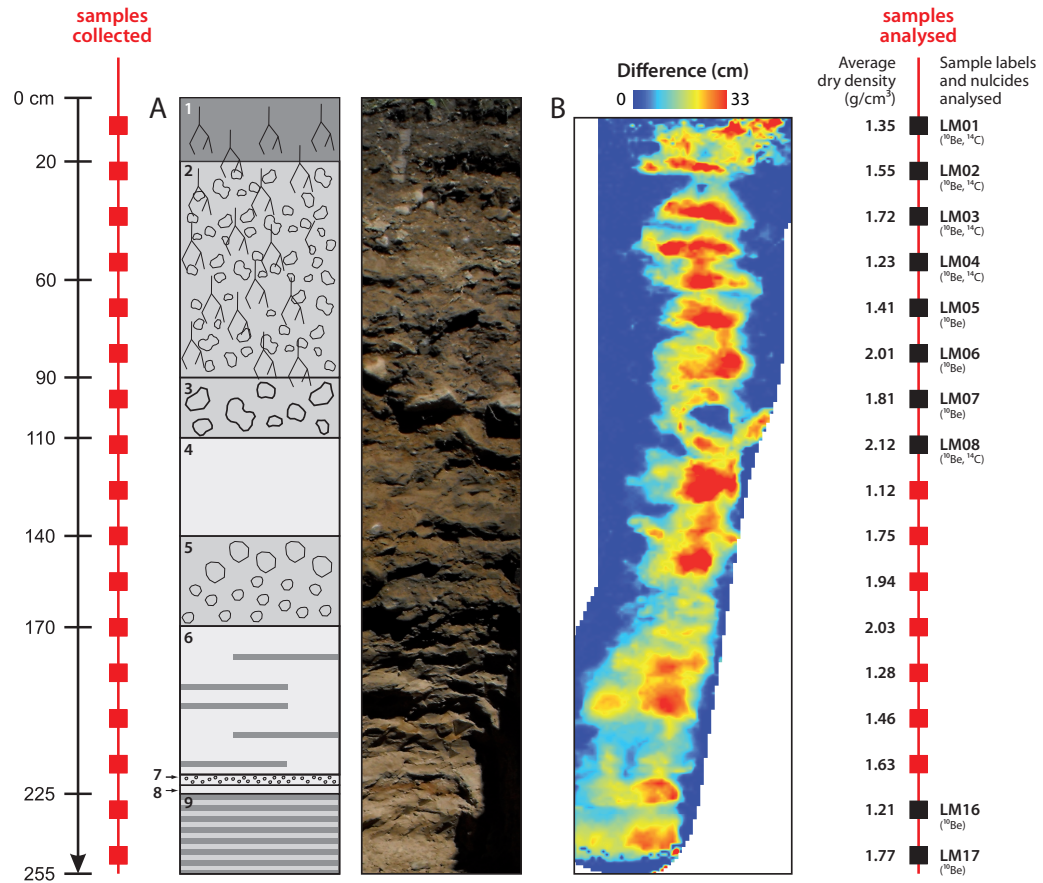 samples
collected
samples
analysed
Difference (cm)
0
33
Average
dry density
(g/cm³)
Sample labels
and nulcides
analysed
0 cm
20
60
90
110
140
170
225
255
A
1
2
3
4
5
6
7
8
9
B
1.35
LM01
(¹⁰Be, ¹⁴C)
1.55
LM02
(¹⁰Be, ¹⁴C)
1.72
LM03
(¹⁰Be, ¹⁴C)
1.23
LM04
(¹⁰Be, ¹⁴C)
1.41
LM05
(¹⁰Be)
2.01
LM06
(¹⁰Be)
1.81
LM07
(¹⁰Be)
2.12
LM08
(¹⁰Be, ¹⁴C)
1.12
1.75
1.94
2.03
1.28
1.46
1.63
1.21
LM16
(¹⁰Be)
1.77
LM17
(¹⁰Be)